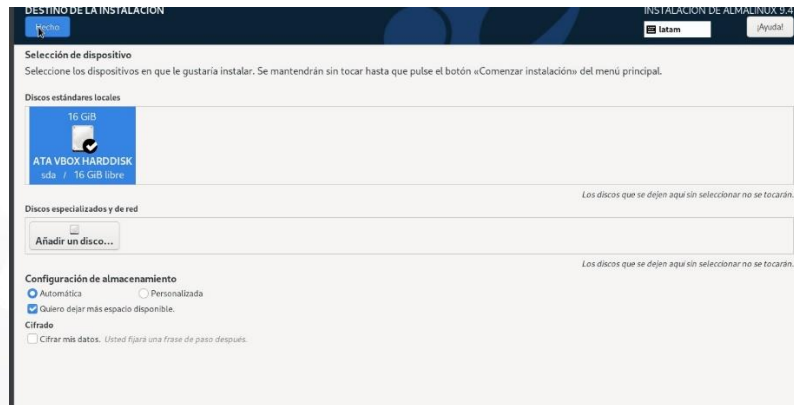 DESTINO DE LA INSTALACIÓN
INSTALACIÓN DE ALMALINUX 9.4
Hecho
latam
¡Ayuda!
Selección de dispositivo
Seleccione los dispositivos en que le gustaría instalar. Se mantendrán sin tocar hasta que pulse el botón «Comenzar instalación» del menú principal.
Discos estándares locales
16 GiB
ATA VBOX HARDDISK
sda / 16 GiB libre
Los discos que se dejen aquí sin seleccionar no se tocarán.
Discos especializados y de red
Añadir un disco...
Los discos que se dejen aquí sin seleccionar no se tocarán.
Configuración de almacenamiento
Automática Personalizada
Quiero dejar más espacio disponible.
Cifrado
Cifrar mis datos. Usted fijará una frase de paso después.